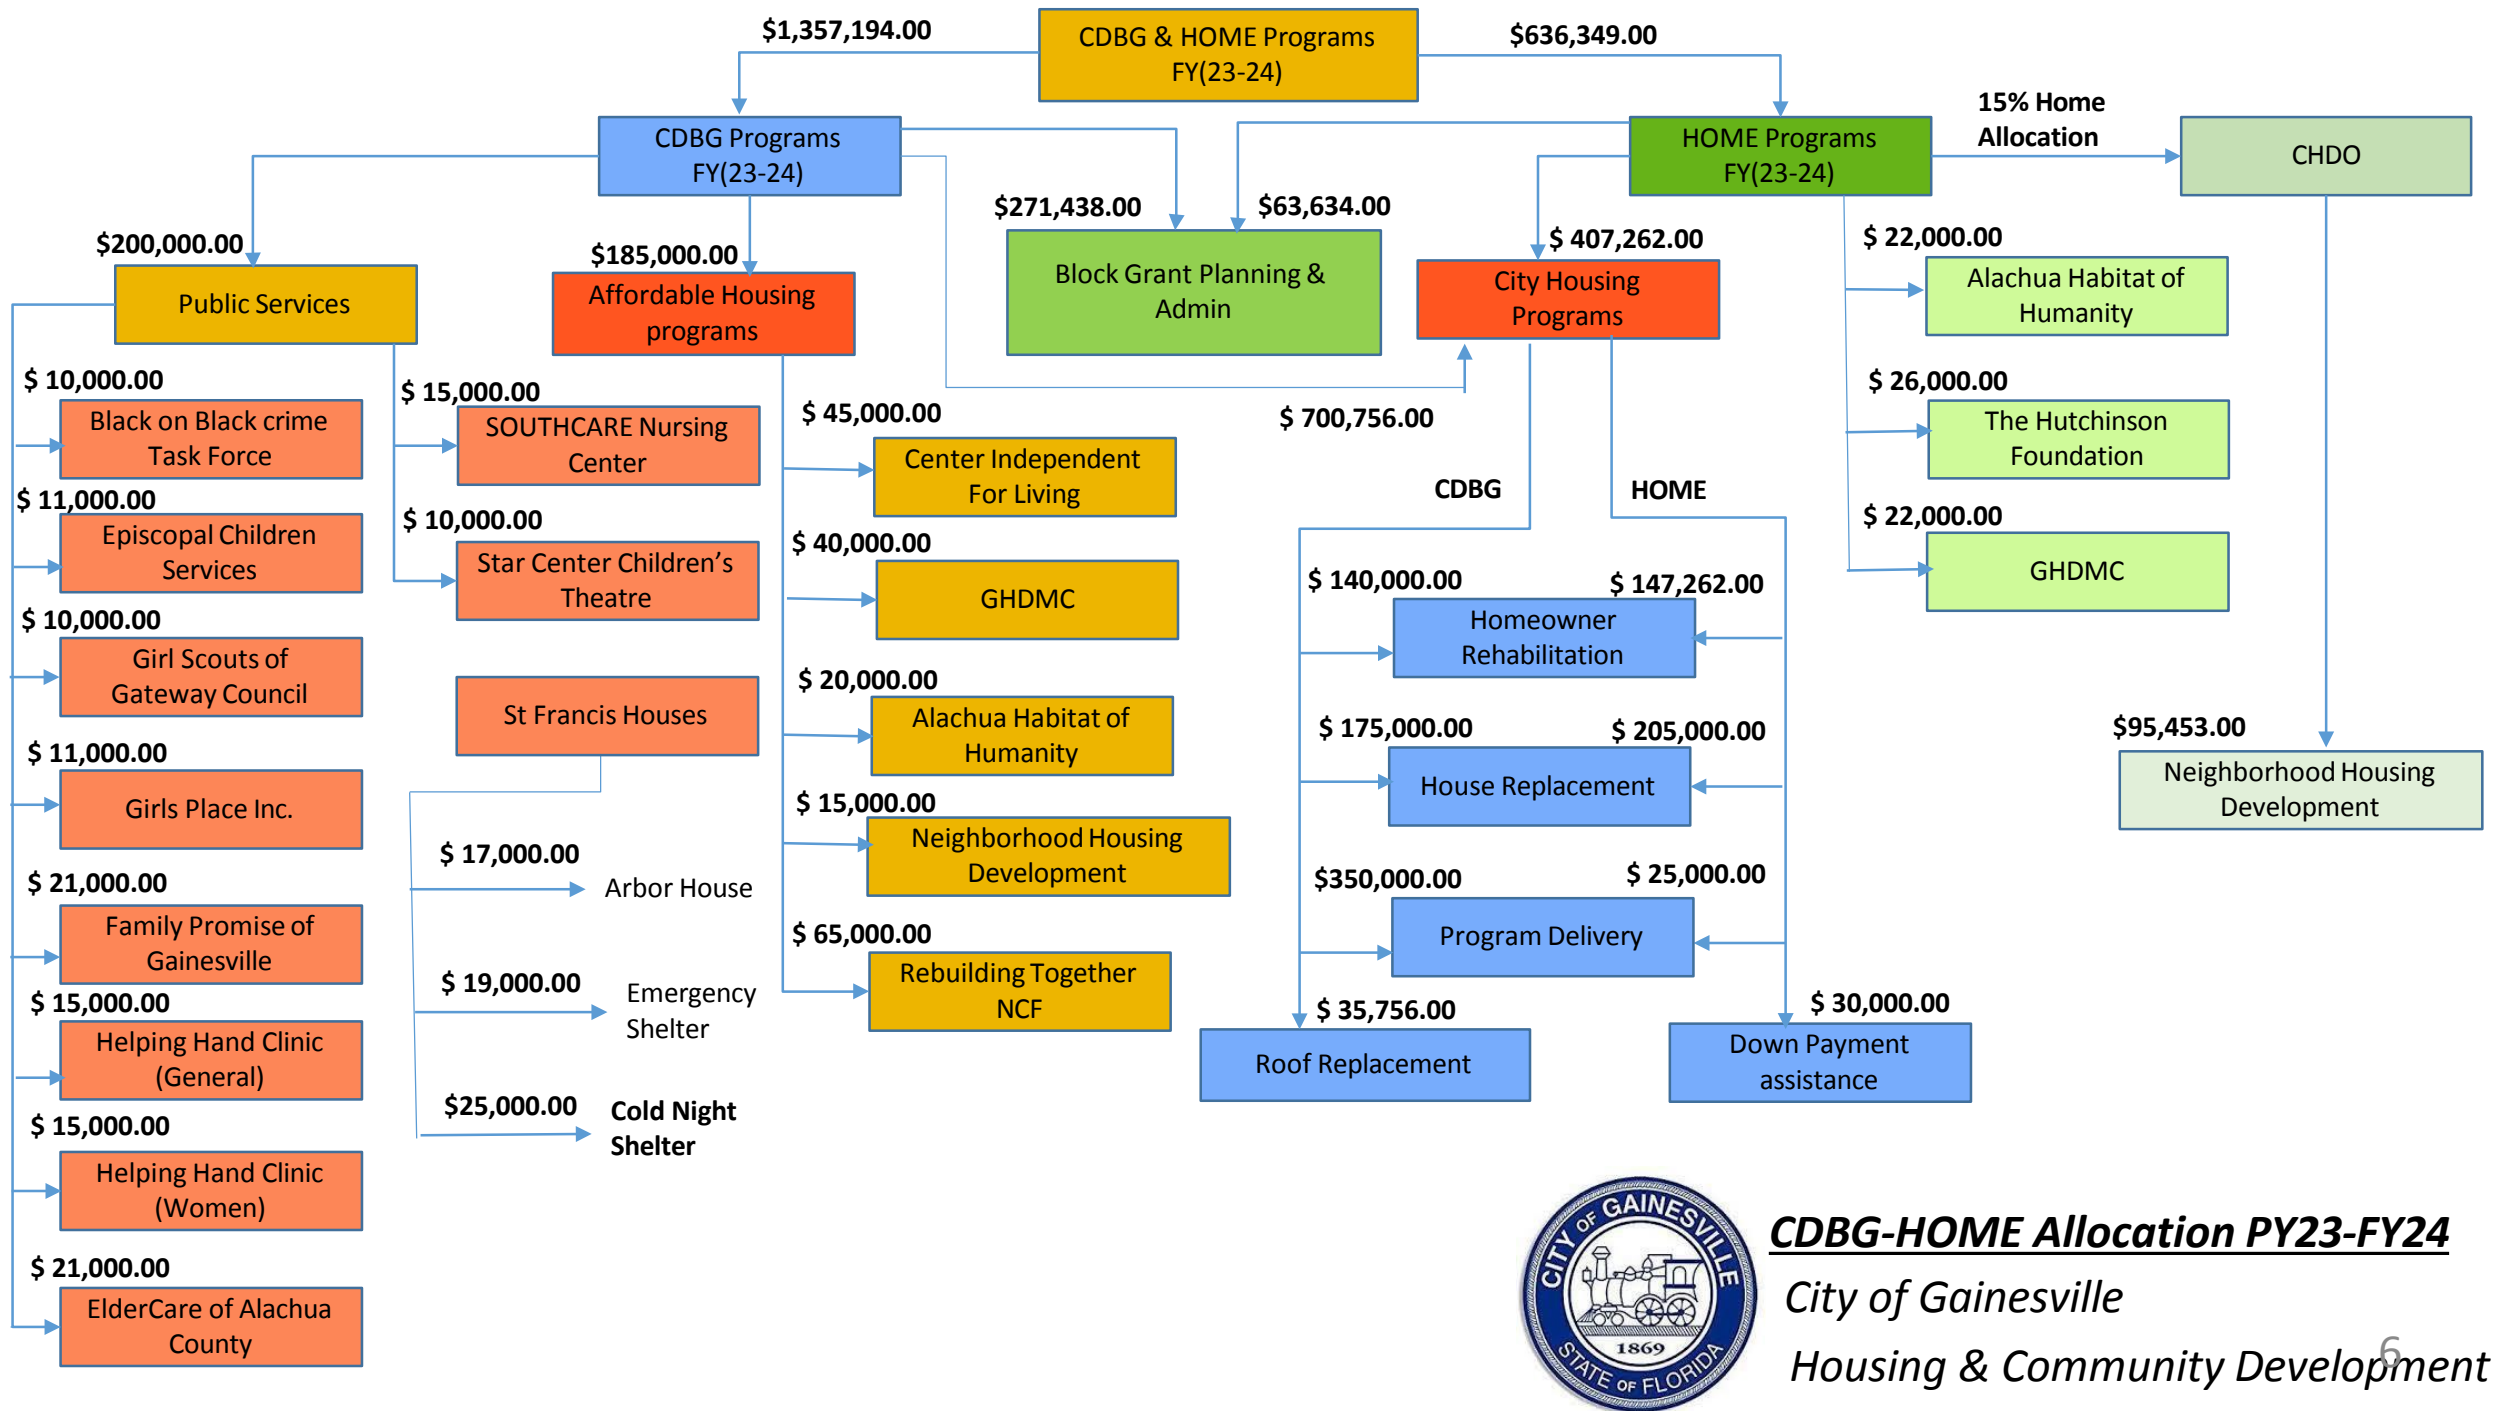 $1,357,194.00
CDBG & HOME Programs
FY(23-24)
$636,349.00
CDBG Programs
FY(23-24)
HOME Programs
FY(23-24)
15% Home
Allocation
CHDO
$200,000.00
Public Services
$185,000.00
Affordable Housing
programs
$271,438.00
$63,634.00
Block Grant Planning &
Admin
$ 407,262.00
City Housing
Programs
$ 700,756.00
$ 22,000.00
Alachua Habitat of
Humanity
$ 26,000.00
The Hutchinson
Foundation
$ 22,000.00
GHDMC
$95,453.00
Neighborhood Housing
Development
$ 10,000.00
Black on Black crime
Task Force
$ 11,000.00
Episcopal Children
Services
$ 10,000.00
Girl Scouts of
Gateway Council
$ 11,000.00
Girls Place Inc.
$ 21,000.00
Family Promise of
Gainesville
$ 15,000.00
Helping Hand Clinic
(General)
$ 15,000.00
Helping Hand Clinic
(Women)
$ 21,000.00
ElderCare of Alachua
County
$ 15,000.00
SOUTHCARE Nursing
Center
$ 10,000.00
Star Center Children’s
Theatre
St Francis Houses
$ 17,000.00
Arbor House
$ 19,000.00
Emergency
Shelter
$25,000.00
Cold Night
Shelter
$ 45,000.00
Center Independent
For Living
$ 40,000.00
GHDMC
$ 20,000.00
Alachua Habitat of
Humanity
$ 15,000.00
Neighborhood Housing
Development
$ 65,000.00
Rebuilding Together
NCF
CDBG
HOME
$ 140,000.00
$ 147,262.00
Homeowner
Rehabilitation
$ 175,000.00
$ 205,000.00
House Replacement
$350,000.00
$ 25,000.00
Program Delivery
$ 35,756.00
Roof Replacement
$ 30,000.00
Down Payment
assistance
CITY OF GAINESVILLE
1869
STATE OF FLORIDA
CDBG-HOME Allocation PY23-FY24
City of Gainesville
Housing & Community Development
6